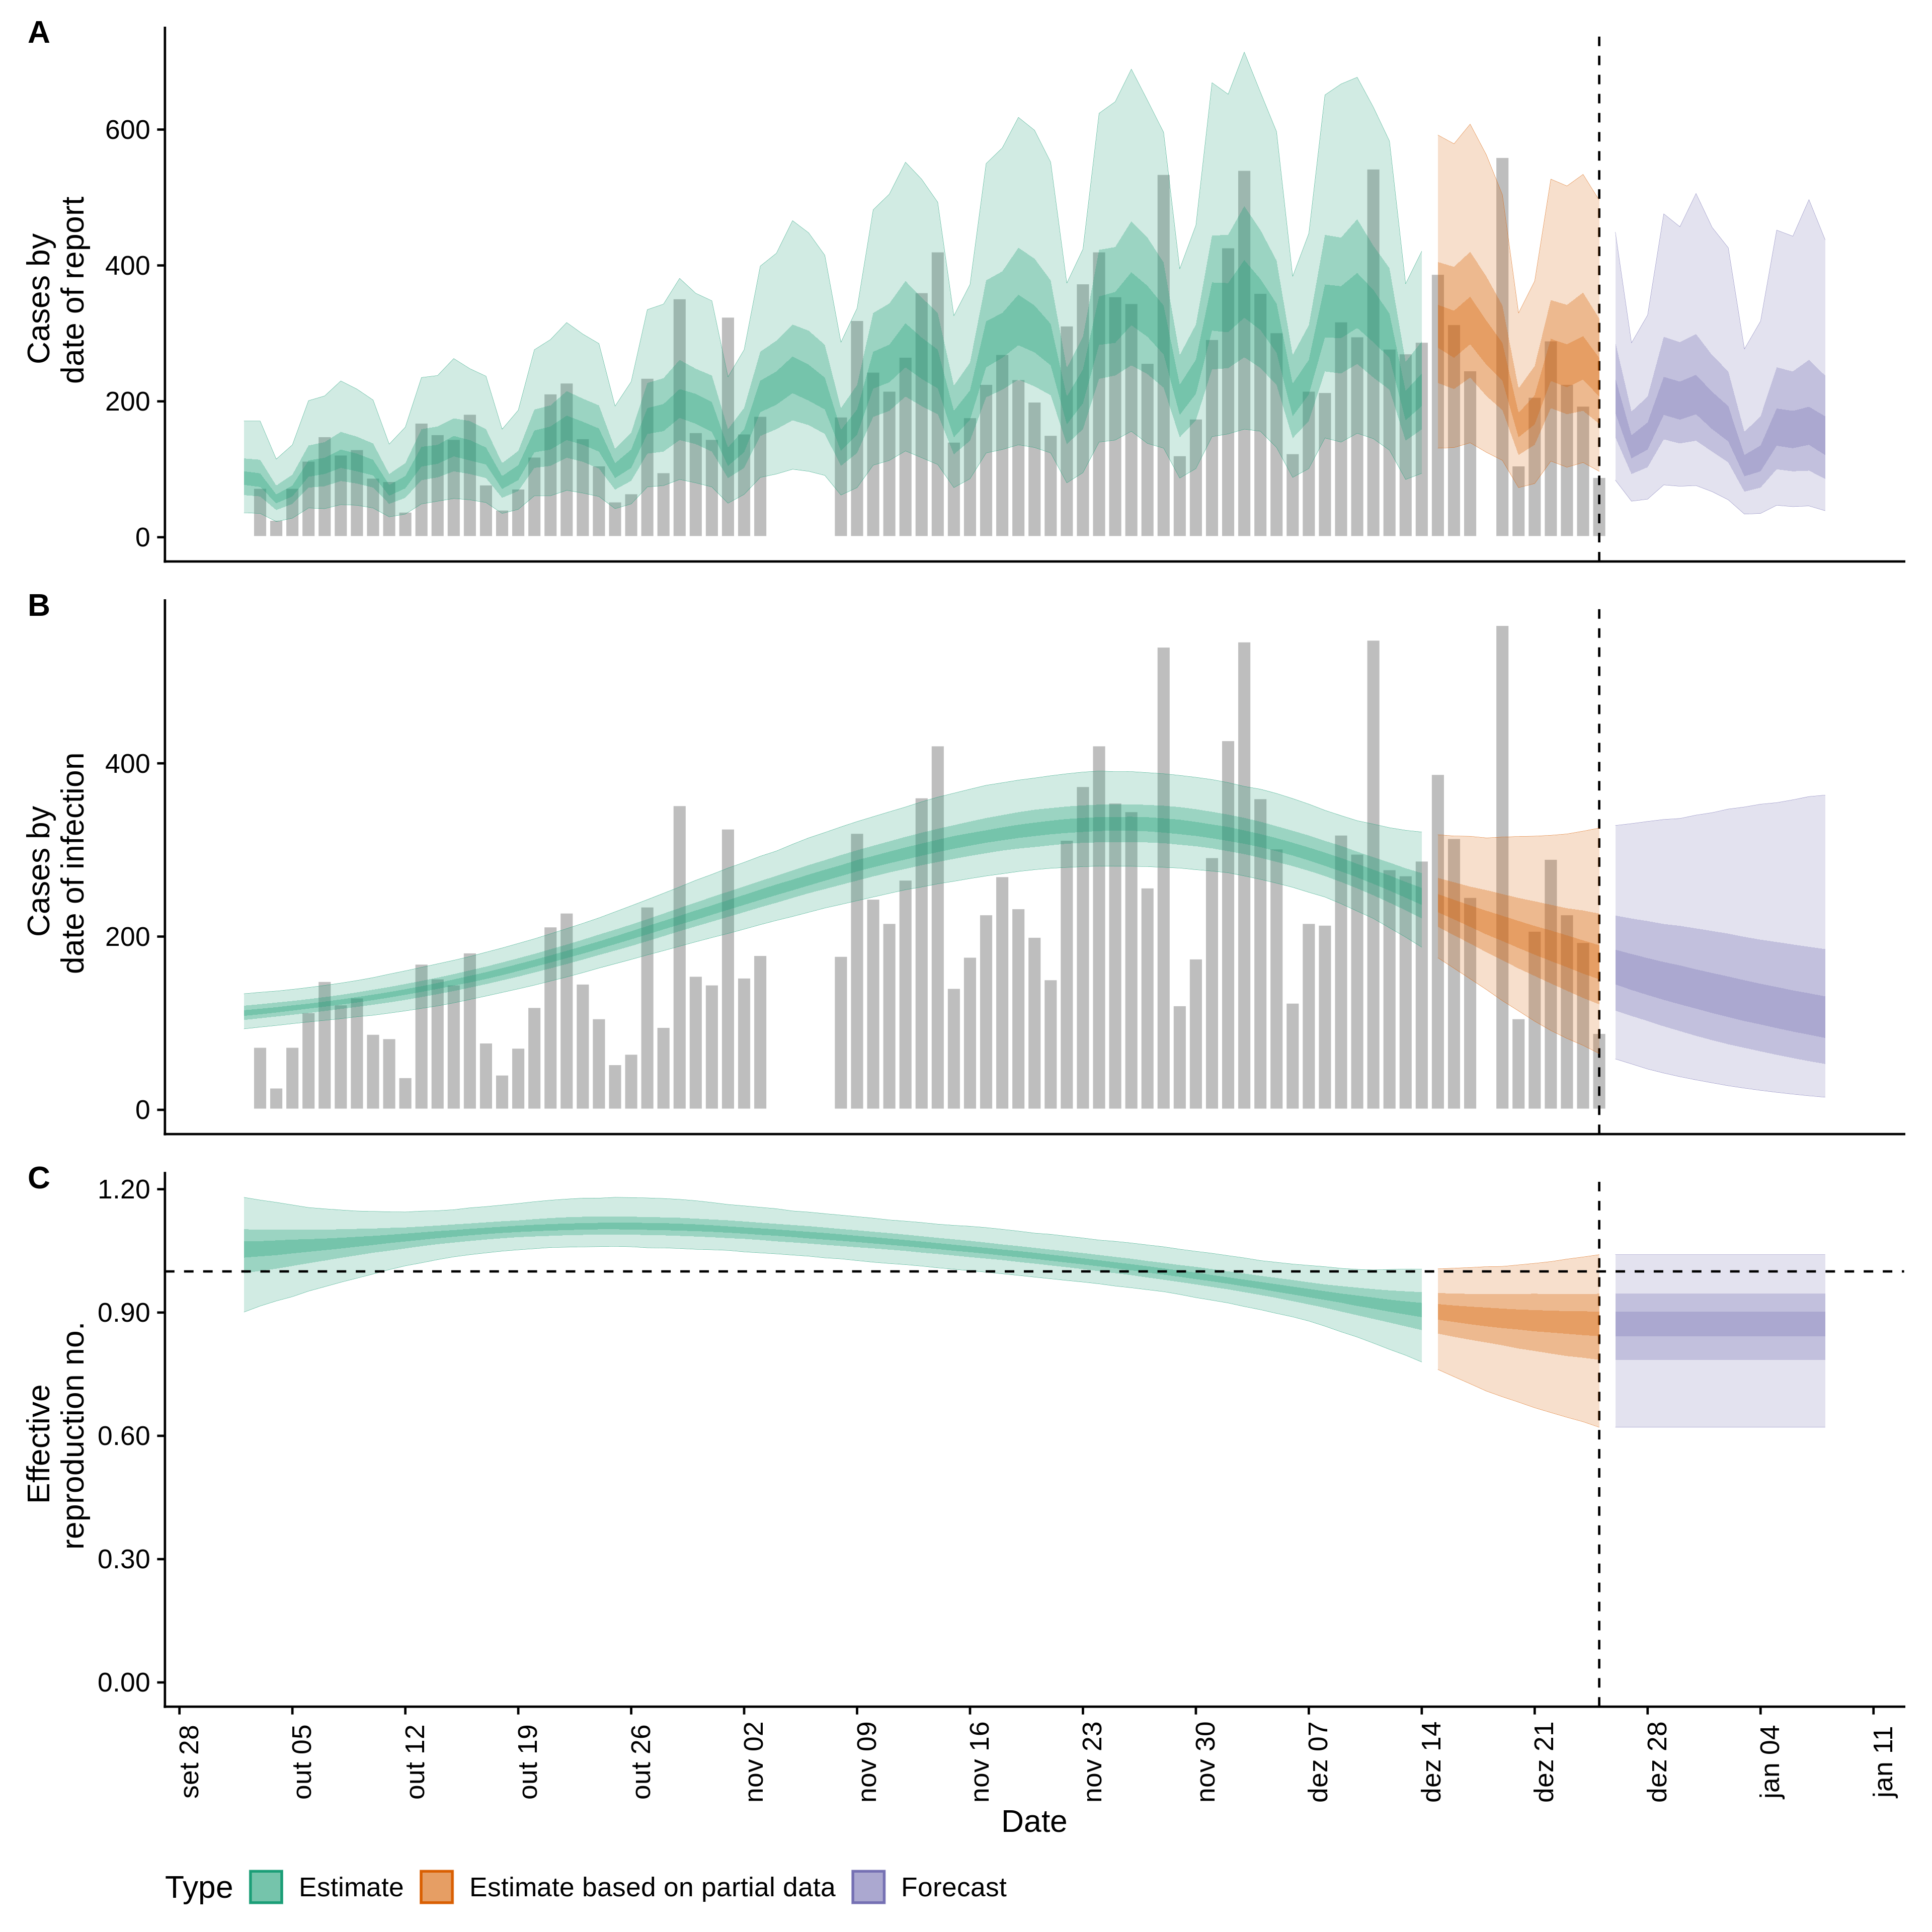 A
Cases by
date of report
600
400
200
0
B
Cases by
date of infection
400
200
0
C
Effective
reproduction no.
1.20
0.90
0.60
0.30
0.00
set 28
out 05
out 12
out 19
out 26
nov 02
nov 09
nov 16
nov 23
nov 30
dez 07
dez 14
dez 21
dez 28
jan 04
jan 11
Date
Type Estimate Estimate based on partial data Forecast